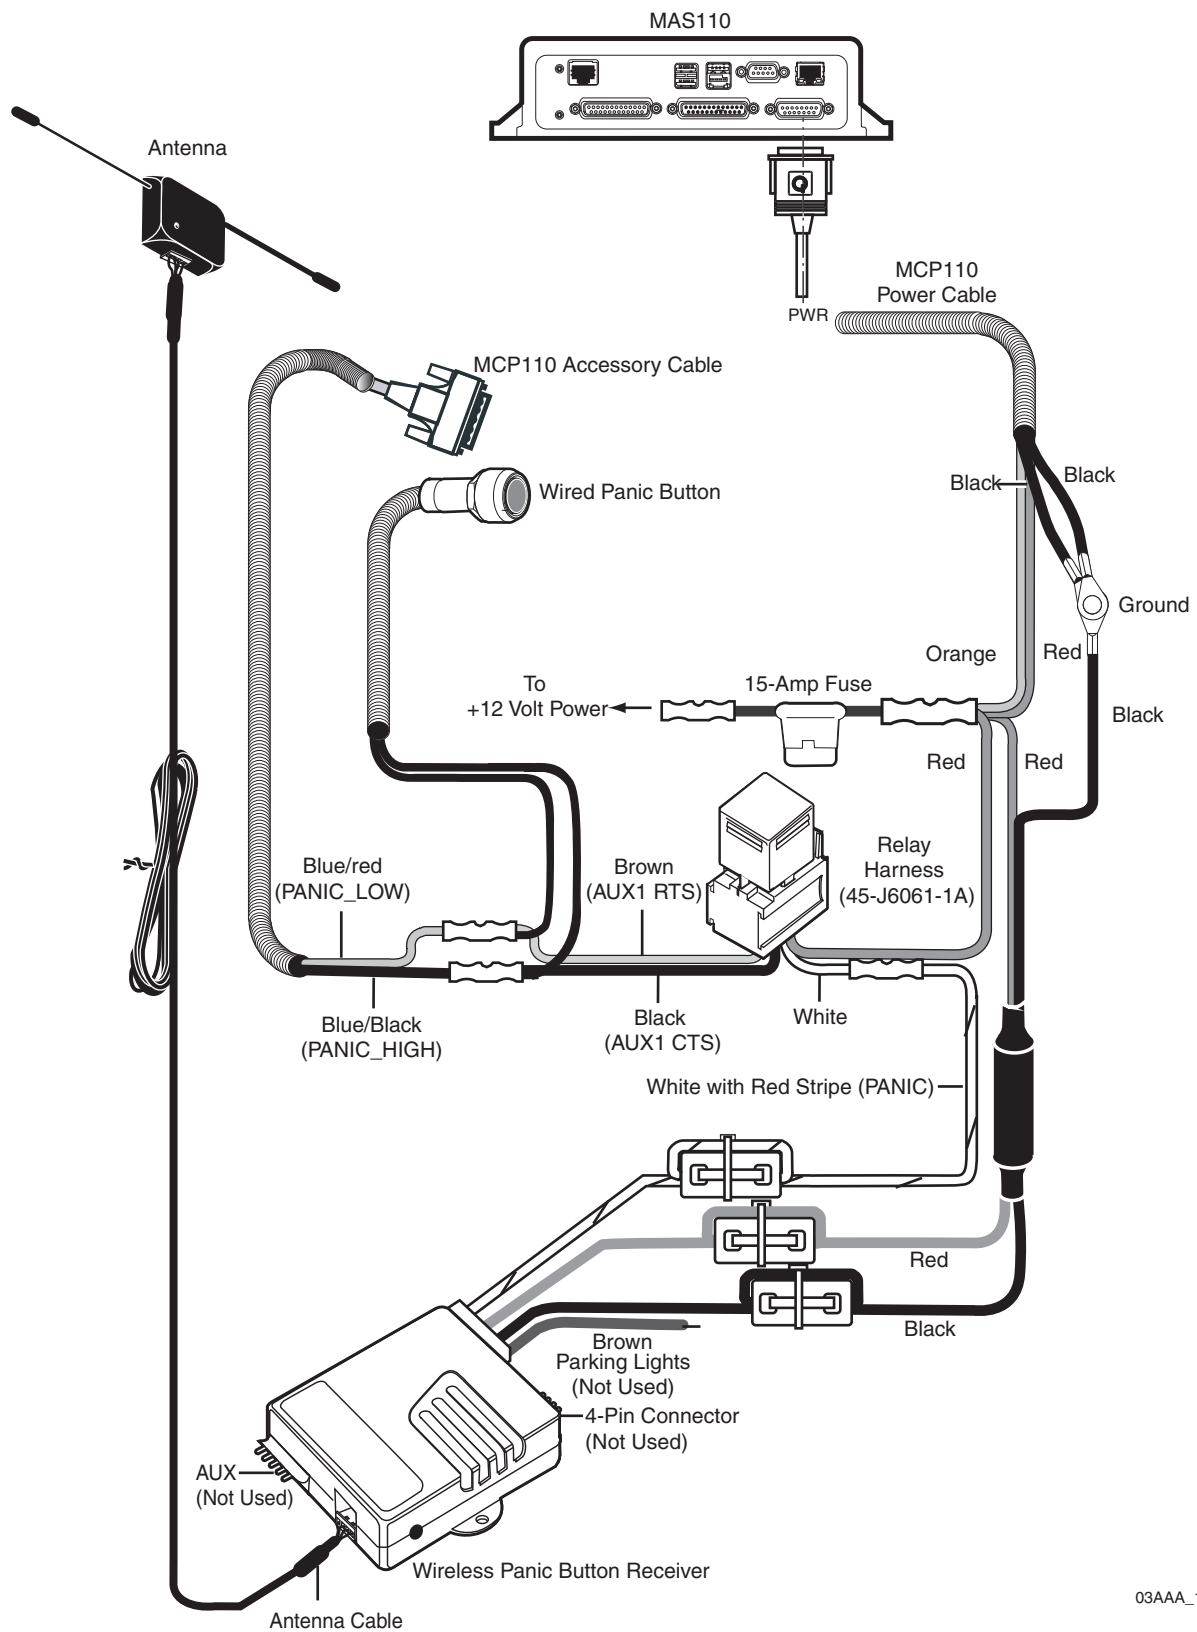 MAS110
Antenna
MCP110
Power Cable
PWR
MCP110 Accessory Cable
Black
Black
Wired Panic Button
Ground
Orange
Red
To
+12 Volt Power
15-Amp Fuse
Black
Red
Red
Relay
Harness
(45-J6061-1A)
Blue/red
(PANIC_LOW)
Brown
(AUX1 RTS)
Blue/Black
(PANIC_HIGH)
Black
(AUX1 CTS)
White
White with Red Stripe (PANIC)
Red
Black
Brown
Parking Lights
(Not Used)
4-Pin Connector
(Not Used)
AUX
(Not Used)
Wireless Panic Button Receiver
Antenna Cable